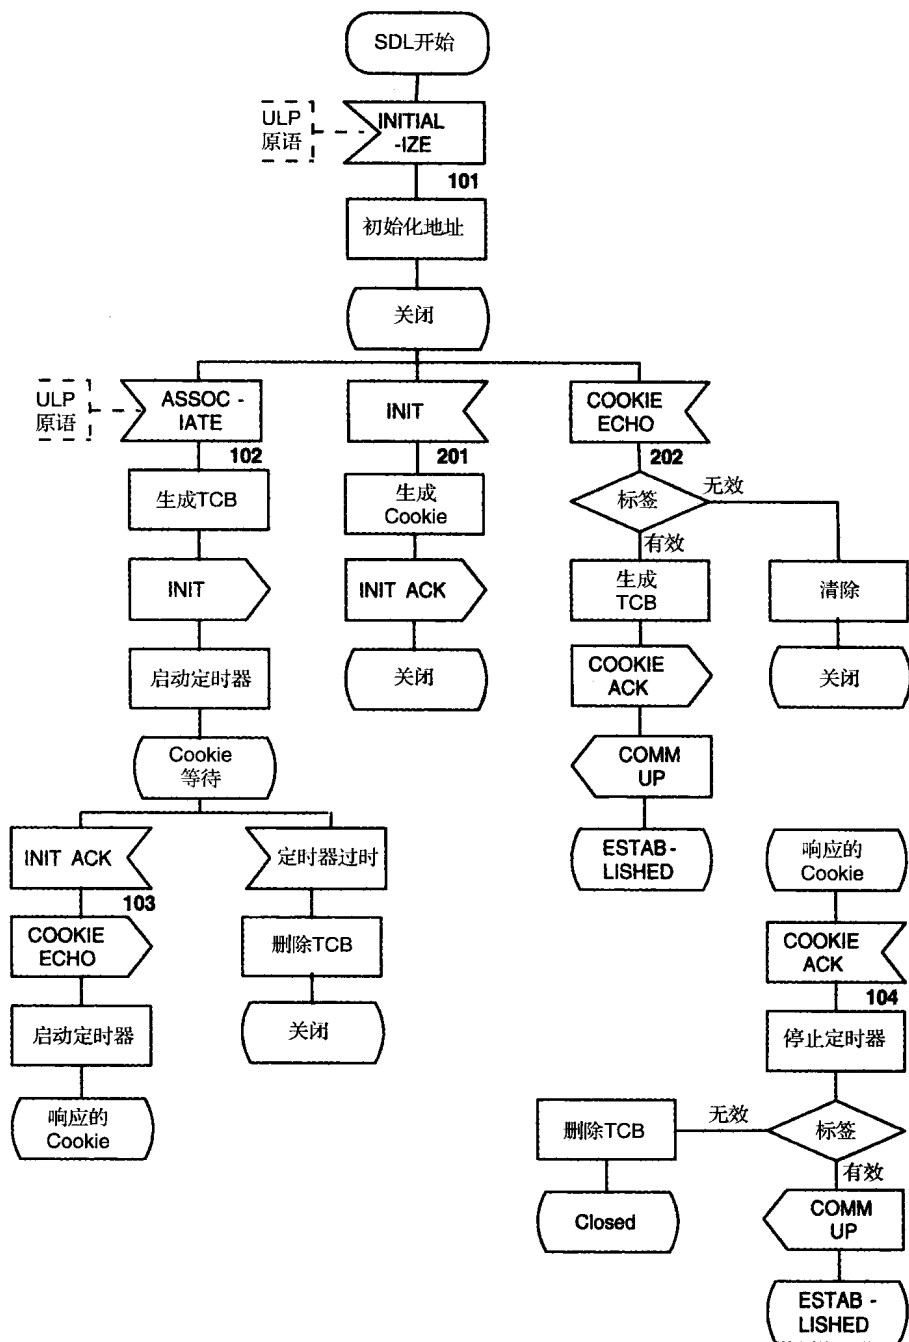 SDL开始
ULP
原语
INITIAL
-IZE
101
初始化地址
关闭
ULP
原语
ASSOC -
IATE
102
INIT
201
COOKIE
ECHO
202
生成TCB
生成
Cookie
标签
无效
有效
INIT
INIT ACK
生成
TCB
清除
启动定时器
关闭
COOKIE
ACK
关闭
Cookie
等待
COMM
UP
INIT ACK
103
定时器过时
ESTAB -
LISHED
响应的
Cookie
COOKIE
ECHO
删除TCB
COOKIE
ACK
104
启动定时器
关闭
停止定时器
响应的
Cookie
删除TCB
无效
标签
有效
Closed
COMM
UP
ESTAB -
LISHED